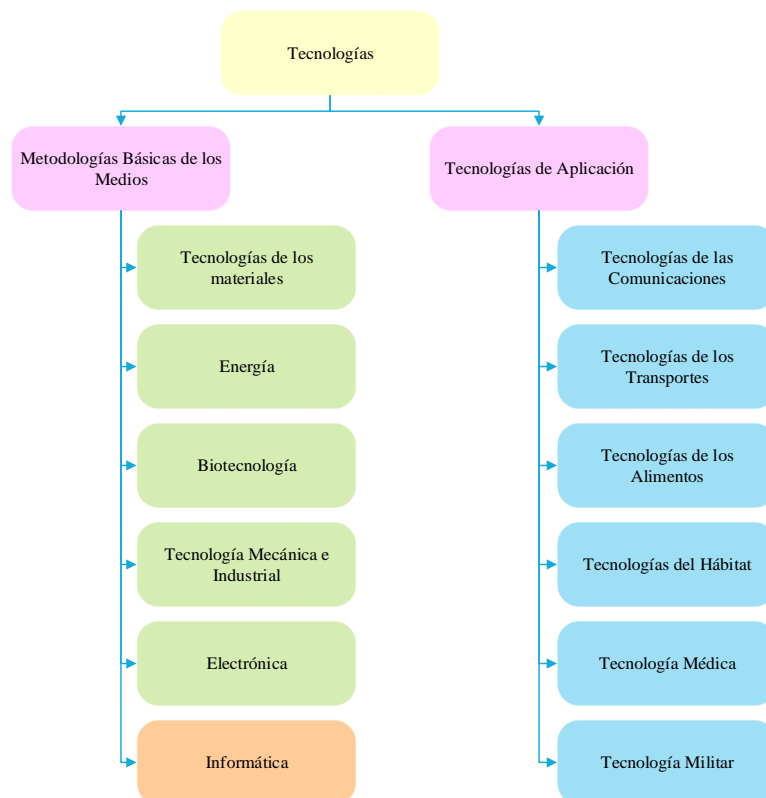 Tecnologías
Metodologías Básicas de los
Medios
Tecnologías de los
materiales
Energía
Biotecnología
Tecnología Mecánica e
Industrial
Electrónica
Informática
Tecnologías de Aplicación
Tecnologías de las
Comunicaciones
Tecnologías de los
Transportes
Tecnologías de los
Alimentos
Tecnologías del Hábitat
Tecnología Médica
Tecnología Militar